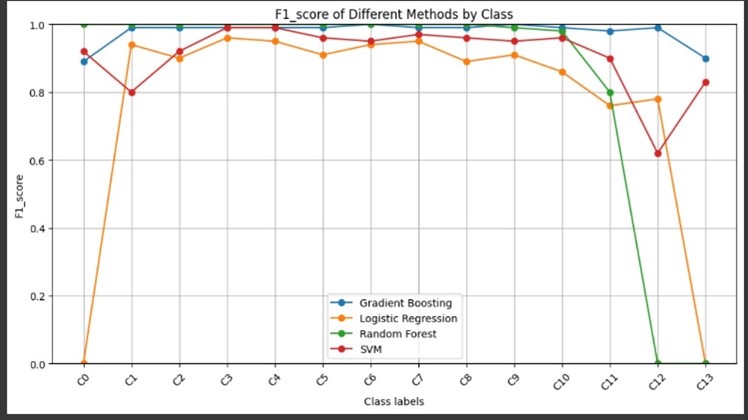 F1_score of Different Methods by Class
1.0
0.8
0.6
0.4
0.2
0.0
F1_score
Gradient Boosting
Logistic Regression
Random Forest
SVM
C0 C1 C2 C3 C4 C5 C6 C7 C8 C9 C10 C11 C12 C13
Class labels